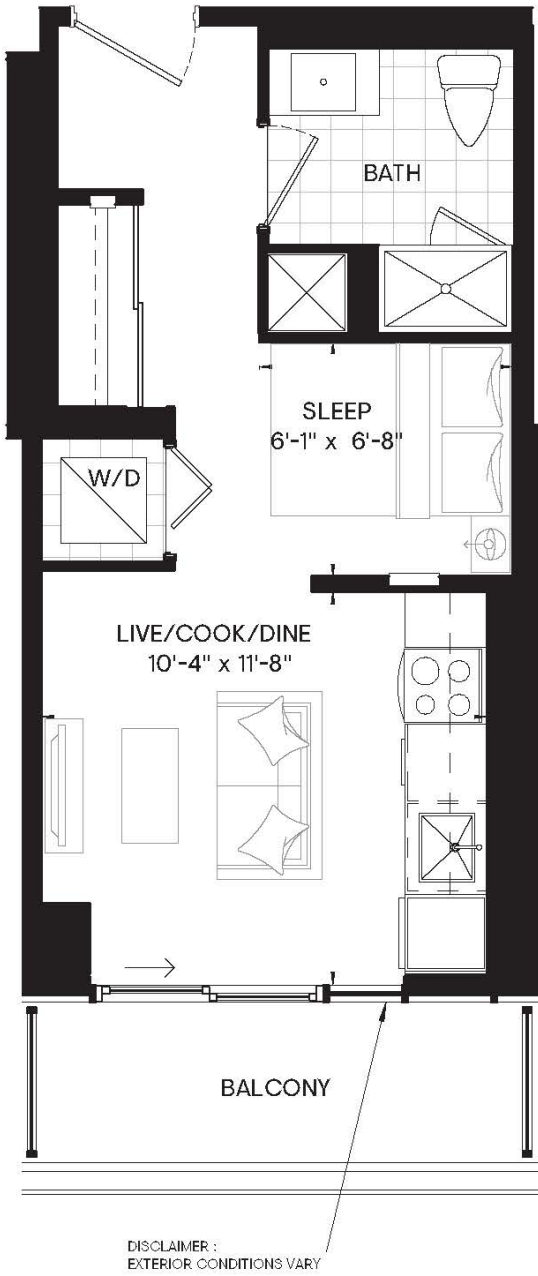 BATH
SLEEP
6'-1" x 6'-8"
W/D
LIVE/COOK/DINE
10'-4" x 11'-8"
BALCONY
DISCLAIMER :
EXTERIOR CONDITIONS VARY